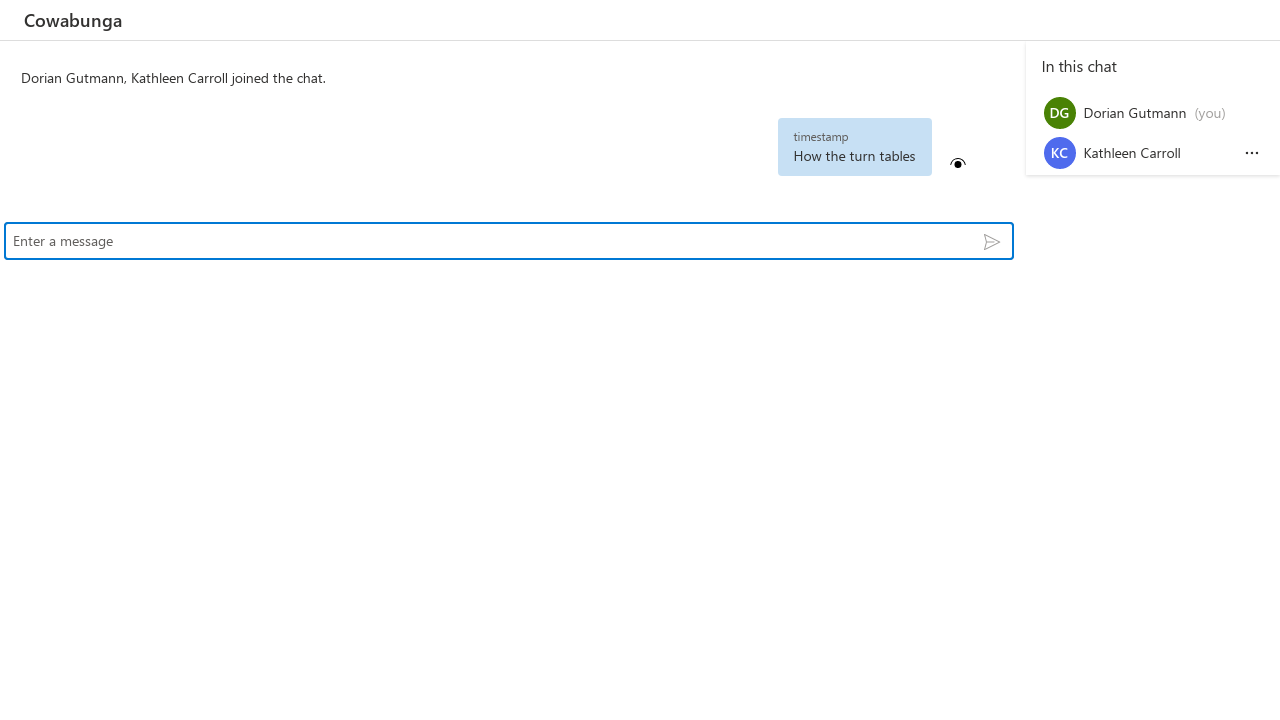 Cowabunga
Dorian Gutmann, Kathleen Carroll joined the chat.
In this chat
DG Dorian Gutmann (you)
timestamp
How the turn tables
KC Kathleen Carroll
Enter a message